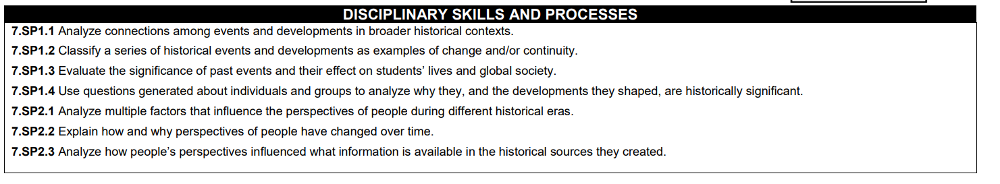 DISCIPLINARY SKILLS AND PROCESSES
7.SP1.1 Analyze connections among events and developments in broader historical contexts.
7.SP1.2 Classify a series of historical events and developments as examples of change and/or continuity.
7.SP1.3 Evaluate the significance of past events and their effect on students’ lives and global society.
7.SP1.4 Use questions generated about individuals and groups to analyze why they, and the developments they shaped, are historically significant.
7.SP2.1 Analyze multiple factors that influence the perspectives of people during different historical eras.
7.SP2.2 Explain how and why perspectives of people have changed over time.
7.SP2.3 Analyze how people’s perspectives influenced what information is available in the historical sources they created.